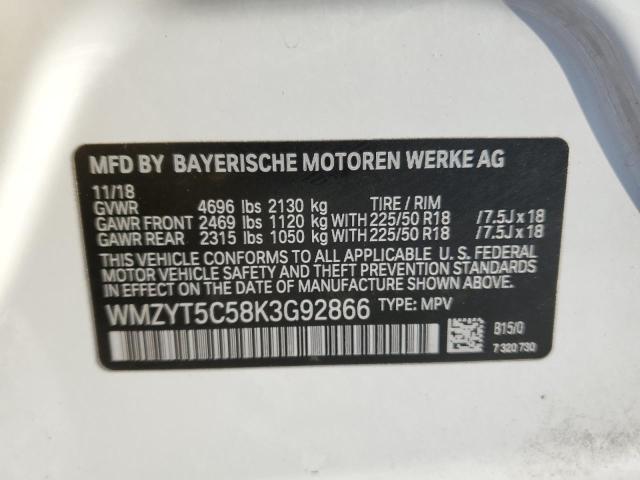 MFD BY BAYERISCHE MOTOREN WERKE AG
11/18
GVWR 4696 lbs 2130 kg TIRE / RIM
GAWR FRONT 2469 lbs 1120 kg WITH 225/50 R18 /7.5J x 18
GAWR REAR 2315 lbs 1050 kg WITH 225/50 R18 /7.5J x 18
THIS VEHICLE CONFORMS TO ALL APPLICABLE U. S. FEDERAL
MOTOR VEHICLE SAFETY AND THEFT PREVENTION STANDARDS
IN EFFECT ON THE DATE OF MANUFACTURE SHOWN ABOVE.
WMZYT5C58K3G92866 TYPE: MPV
B15/0
7 320 730